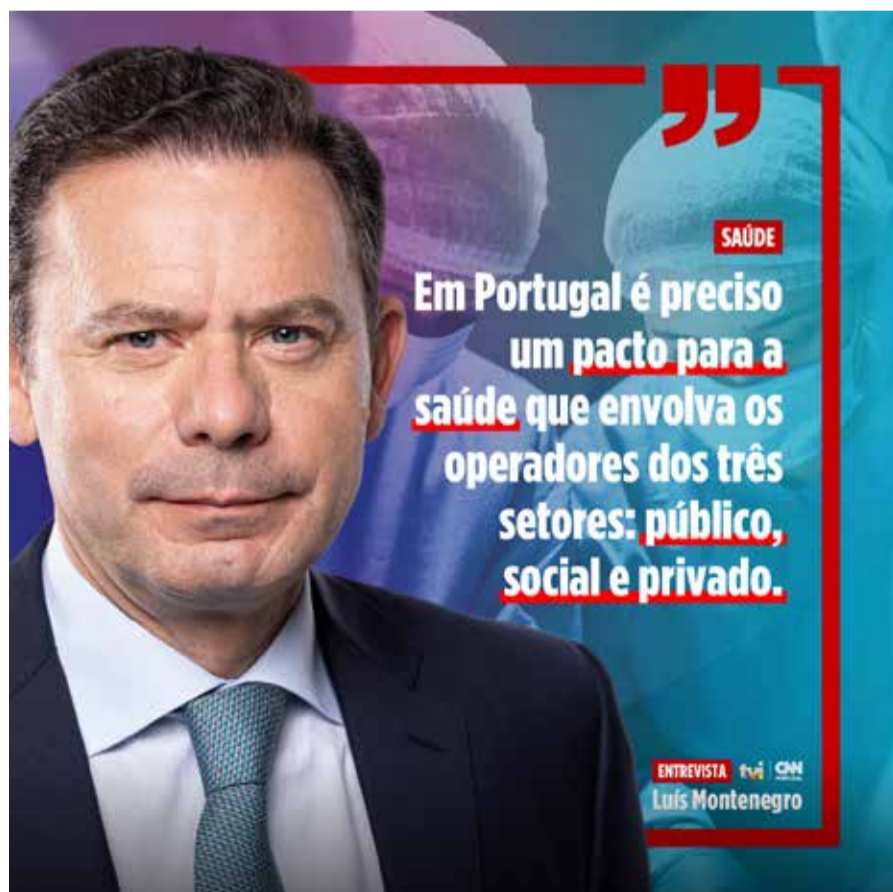 SAÚDE
Em Portugal é preciso
um pacto para a
saúde que envolva os
operadores dos três
setores: público,
social e privado.
ENTREVISTA tvi CNN
Luís Montenegro